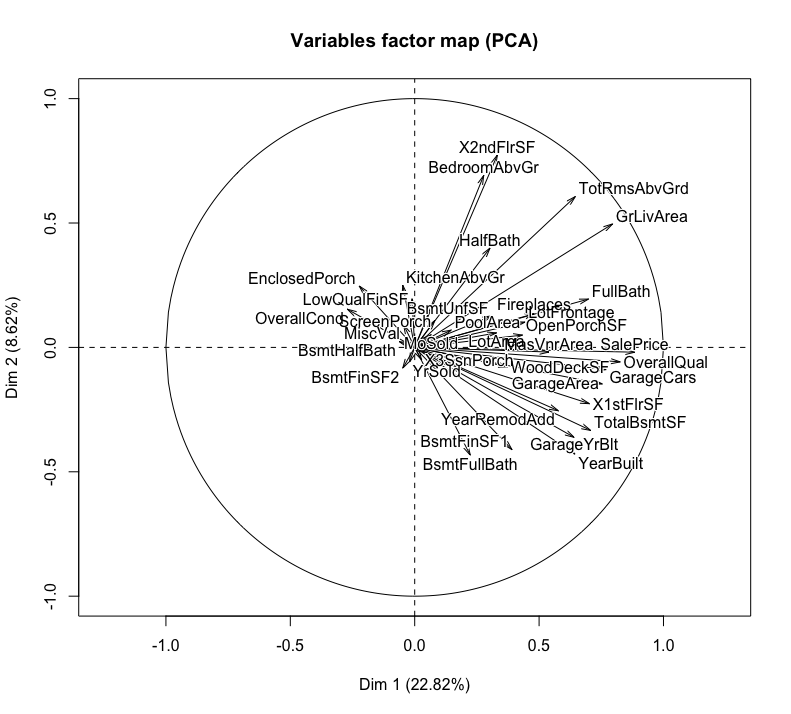 Variables factor map (PCA)
1.0
X2ndFlrSF
BedroomAbvGr
TotRmsAbvGrd
GrLivArea
0.5
HalfBath
EnclosedPorch
KitchenAbvGr
LowQualFinSF
FullBath
BsmtUnfSF
Fireplaces
LotFrontage
OverallCond
ScreenPorch
PoolArea
OpenPorchSF
MiscVal
LotArea
0.0
MoSold
MasVnrArea
SalePrice
BsmtHalfBath
X3SsnPorch
OverallQual
YrSold
WoodDeckSF
BsmtFinSF2
GarageCars
GarageArea
X1stFlrSF
YearRemodAdd
TotalBsmtSF
BsmtFinSF1
GarageYrBlt
BsmtFullBath
YearBuilt
-0.5
-1.0
Dim 2 (8.62%)
-1.0 -0.5 0.0 0.5 1.0
Dim 1 (22.82%)